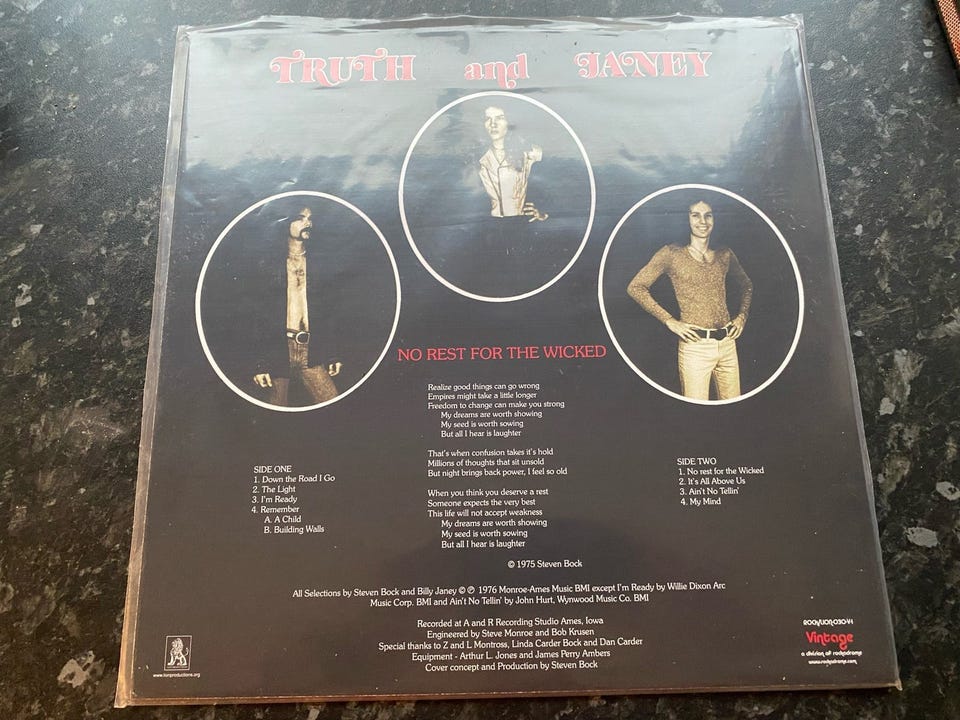 TRUTH and JANEY
NO REST FOR THE WICKED
Realize good things can go wrong
Empires might take a little longer
Freedom to change can make you strong
My dreams are worth showing
My seed is worth sowing
But all I hear is laughter
That's when confusion takes it's hold
Millions of thoughts that sit unsold
But night brings back power, I feel so old
When you think you deserve a rest
Someone expects the very best
This life will not accept weakness
My dreams are worth showing
My seed is worth sowing
But all I hear is laughter
© 1975 Steven Bock
SIDE ONE
1. Down the Road I Go
2. The Light
3. I'm Ready
4. Remember
A. A Child
B. Building Walls
SIDE TWO
1. No rest for the Wicked
2. It's All Above Us
3. Ain't No Tellin'
4. My Mind
All Selections by Steven Bock and Billy Janey © ℗ 1976 Monroe-Ames Music BMI except I'm Ready by Willie Dixon Arc
Music Corp. BMI and Ain't No Tellin' by John Hurt, Wynwood Music Co. BMI
Recorded at A and R Recording Studio Ames, Iowa
Engineered by Steve Monroe and Bob Krusen
Special thanks to Z and L Montross, Linda Carder Bock and Dan Carder
Equipment - Arthur L. Jones and James Perry Ambers
Cover concept and Production by Steven Bock
www.lionproductions.org
Vintage
a division of rockadrome
www.rockadrome.com